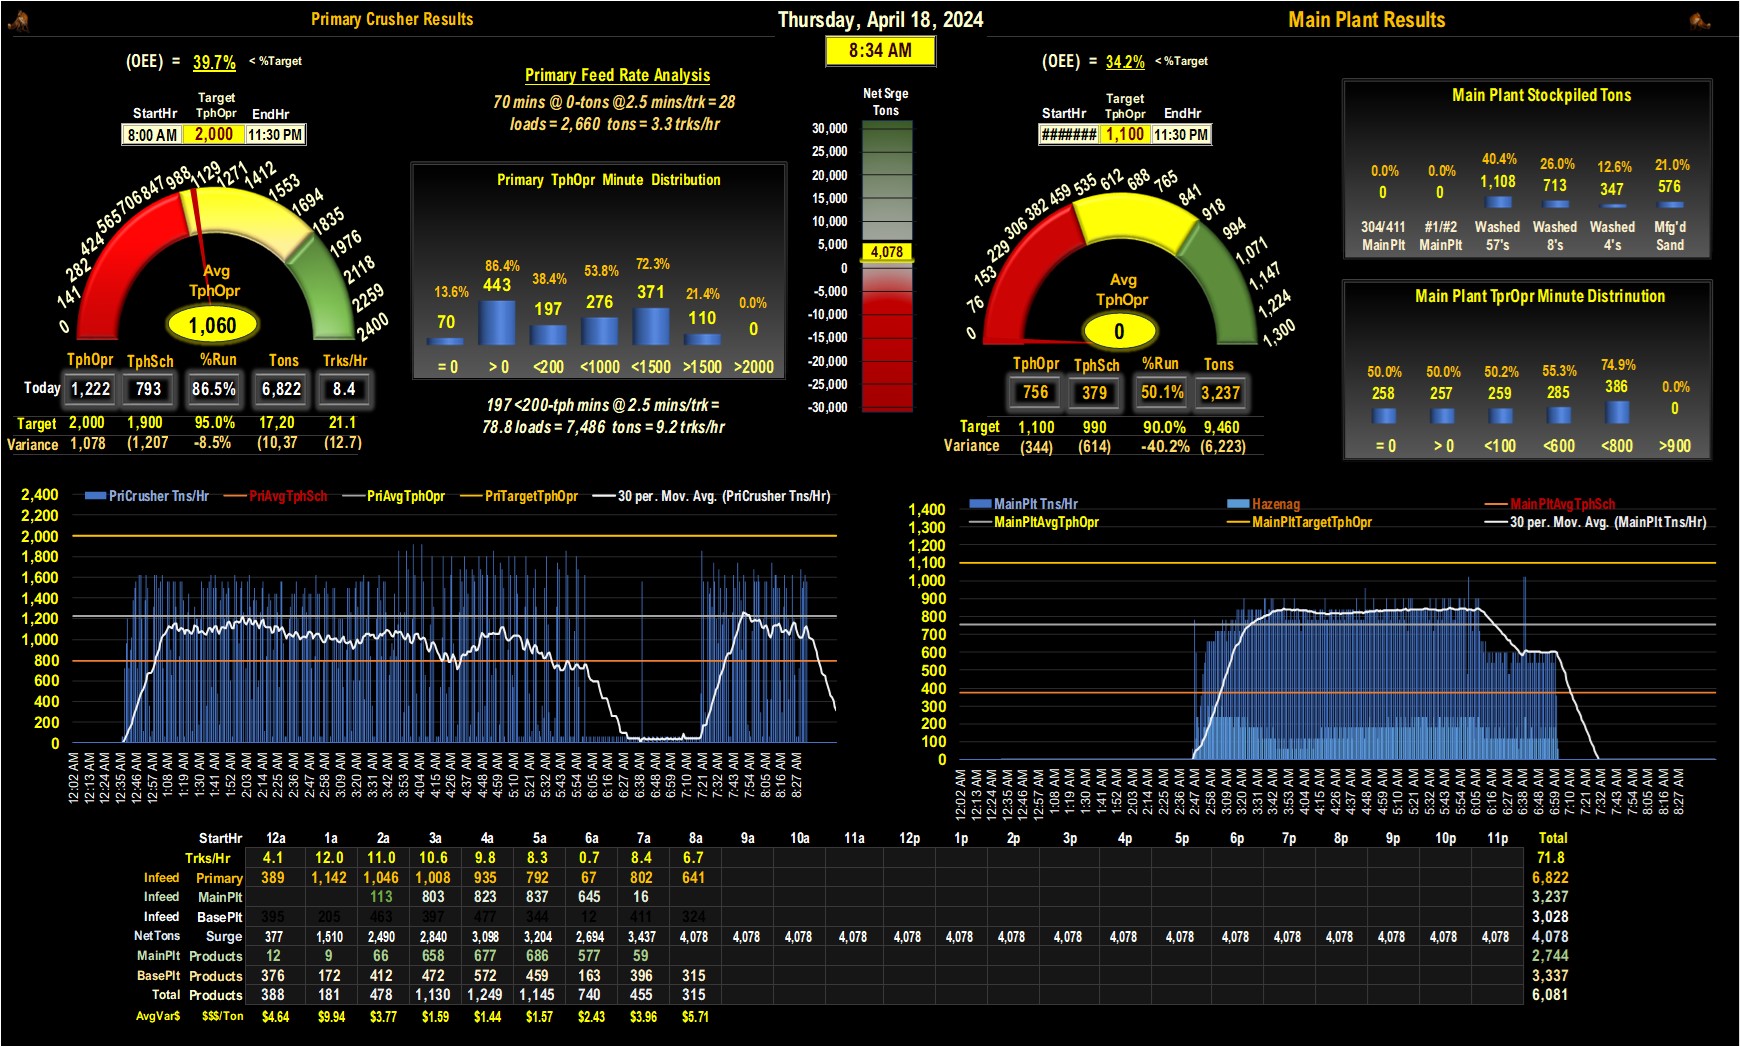 Primary Crusher Results
Thursday, April 18, 2024
Main Plant Results
8:34 AM
(OEE) = 39.7% < %Target
StartHr Target TphOpr EndHr
8:00 AM 2,000 11:30 PM
Primary Feed Rate Analysis
70 mins @ 0-tons @2.5 mins/trk = 28
loads = 2,660 tons = 3.3 trks/hr
0 141 282 424 565 706 847 988 1129 1271 1412 1553 1694 1835 1976 2118 2259 2400
Avg
TphOpr
1,060
TphOpr TphSch %Run Tons Trks/Hr
Today 1,222 793 86.5% 6,822 8.4
Target 2,000 1,900 95.0% 17,20 21.1
Variance 1,078 (1,207 -8.5% (10,37 (12.7)
Primary TphOpr Minute Distribution
13.6% 86.4% 38.4% 53.8% 72.3% 21.4% 0.0%
70 443 197 276 371 110 0
= 0 > 0 <200 <1000 <1500 >1500 >2000
197 <200-tph mins @ 2.5 mins/trk =
78.8 loads = 7,486 tons = 9.2 trks/hr
Net Srge
Tons
30,000
25,000
20,000
15,000
10,000
5,000
4,078
0
-5,000
-10,000
-15,000
-20,000
-25,000
-30,000
(OEE) = 34.2% < %Target
StartHr Target TphOpr EndHr
####### 1,100 11:30 PM
0 76 153 229 306 382 459 535 612 688 765 841 918 994 1,071 1,147 1,224 1,300
Avg
TphOpr
0
TphOpr TphSch %Run Tons
756 379 50.1% 3,237
Target 1,100 990 90.0% 9,460
Variance (344) (614) -40.2% (6,223)
Main Plant Stockpiled Tons
0.0% 0.0% 40.4% 26.0% 12.6% 21.0%
0 0 1,108 713 347 576
304/411 #1/#2 Washed Washed Washed Mfg'd
MainPlt MainPlt 57's 8's 4's Sand
Main Plant TprOpr Minute Distrinution
50.0% 50.0% 50.2% 55.3% 74.9% 0.0%
258 257 259 285 386 0
= 0 > 0 <100 <600 <800 >900
PriCrusher Tns/Hr PriAvgTphSch PriAvgTphOpr PriTargetTphOpr 30 per. Mov. Avg. (PriCrusher Tns/Hr)
2,400
2,200
2,000
1,800
1,600
1,400
1,200
1,000
800
600
400
200
0
12:02 AM 12:13 AM 12:24 AM 12:35 AM 12:46 AM 12:57 AM 1:08 AM 1:19 AM 1:30 AM 1:41 AM 1:52 AM 2:03 AM 2:14 AM 2:25 AM 2:36 AM 2:47 AM 2:58 AM 3:09 AM 3:20 AM 3:31 AM 3:42 AM 3:53 AM 4:04 AM 4:15 AM 4:26 AM 4:37 AM 4:48 AM 4:59 AM 5:10 AM 5:21 AM 5:32 AM 5:43 AM 5:54 AM 6:05 AM 6:16 AM 6:27 AM 6:38 AM 6:48 AM 6:59 AM 7:10 AM 7:21 AM 7:32 AM 7:43 AM 7:54 AM 8:05 AM 8:16 AM 8:27 AM
MainPlt Tns/Hr Hazenag MainPltAvgTphSch
MainPltAvgTphOpr MainPltTargetTphOpr 30 per. Mov. Avg. (MainPlt Tns/Hr)
1,400
1,300
1,200
1,100
1,000
900
800
700
600
500
400
300
200
100
0
12:02 AM 12:13 AM 12:24 AM 12:35 AM 12:46 AM 12:57 AM 1:08 AM 1:19 AM 1:30 AM 1:41 AM 1:52 AM 2:03 AM 2:14 AM 2:25 AM 2:36 AM 2:47 AM 2:58 AM 3:09 AM 3:20 AM 3:31 AM 3:42 AM 3:53 AM 4:04 AM 4:15 AM 4:26 AM 4:37 AM 4:48 AM 4:59 AM 5:10 AM 5:21 AM 5:32 AM 5:43 AM 5:54 AM 6:05 AM 6:16 AM 6:27 AM 6:38 AM 6:48 AM 6:59 AM 7:10 AM 7:21 AM 7:32 AM 7:43 AM 7:54 AM 8:05 AM 8:16 AM 8:27 AM
StartHr 12a 1a 2a 3a 4a 5a 6a 7a 8a 9a 10a 11a 12p 1p 2p 3p 4p 5p 6p 7p 8p 9p 10p 11p Total
Trks/Hr 4.1 12.0 11.0 10.6 9.8 8.3 0.7 8.4 6.7 71.8
Infeed Primary 389 1,142 1,046 1,008 935 792 67 802 641 6,822
Infeed MainPlt 113 803 823 837 645 16 3,237
Infeed BasePlt 395 205 463 397 477 344 12 411 324 3,028
NetTons Surge 377 1,510 2,490 2,840 3,098 3,204 2,694 3,437 4,078 4,078 4,078 4,078 4,078 4,078 4,078 4,078 4,078 4,078 4,078 4,078 4,078 4,078 4,078 4,078 4,078
MainPlt Products 12 9 66 658 677 686 577 59 2,744
BasePlt Products 376 172 412 472 572 459 163 396 315 3,337
Total Products 388 181 478 1,130 1,249 1,145 740 455 315 6,081
AvgVar$ $$$/Ton $4.64 $9.94 $3.77 $1.59 $1.44 $1.57 $2.43 $3.96 $5.71